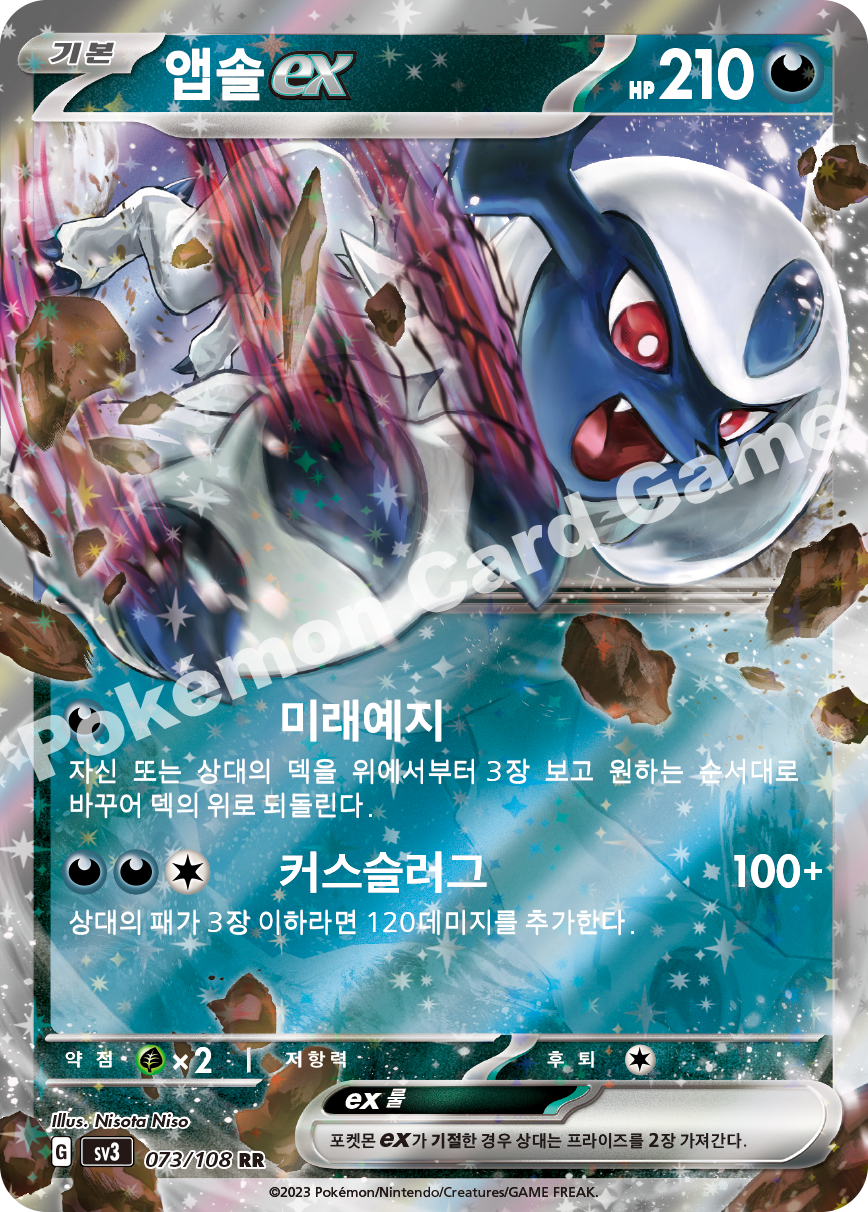 기본 앱솔 ex HP 210
미래예지
자신 또는 상대의 덱을 위에서부터 3장 보고 원하는 순서대로
바꾸어 덱의 위로 되돌린다.
커스슬러그 100+
상대의 패가 3장 이하라면 120데미지를 추가한다.
약점 ×2 저항력 후퇴
ex 룰
포켓몬 ex가 기절한 경우 상대는 프라이즈를 2장 가져간다.
Illus. Nisota Niso
G sv3 073/108 RR
©2023 Pokémon/Nintendo/Creatures/GAME FREAK.
Pokémon Card Game